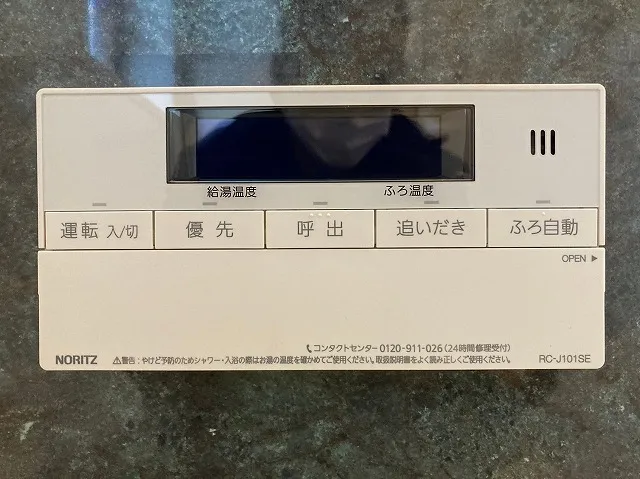 給湯温度 ふろ温度
運転 入/切 優先 呼出 追いだき ふろ自動
OPEN ▶
コンタクトセンター 0120-911-026 (24時間修理受付)
NORITZ ⚠警告：やけど予防のためシャワー・入浴の際はお湯の温度を確かめてご使用ください。取扱説明書をよく読み正しくご使用ください。 RC-J101SE